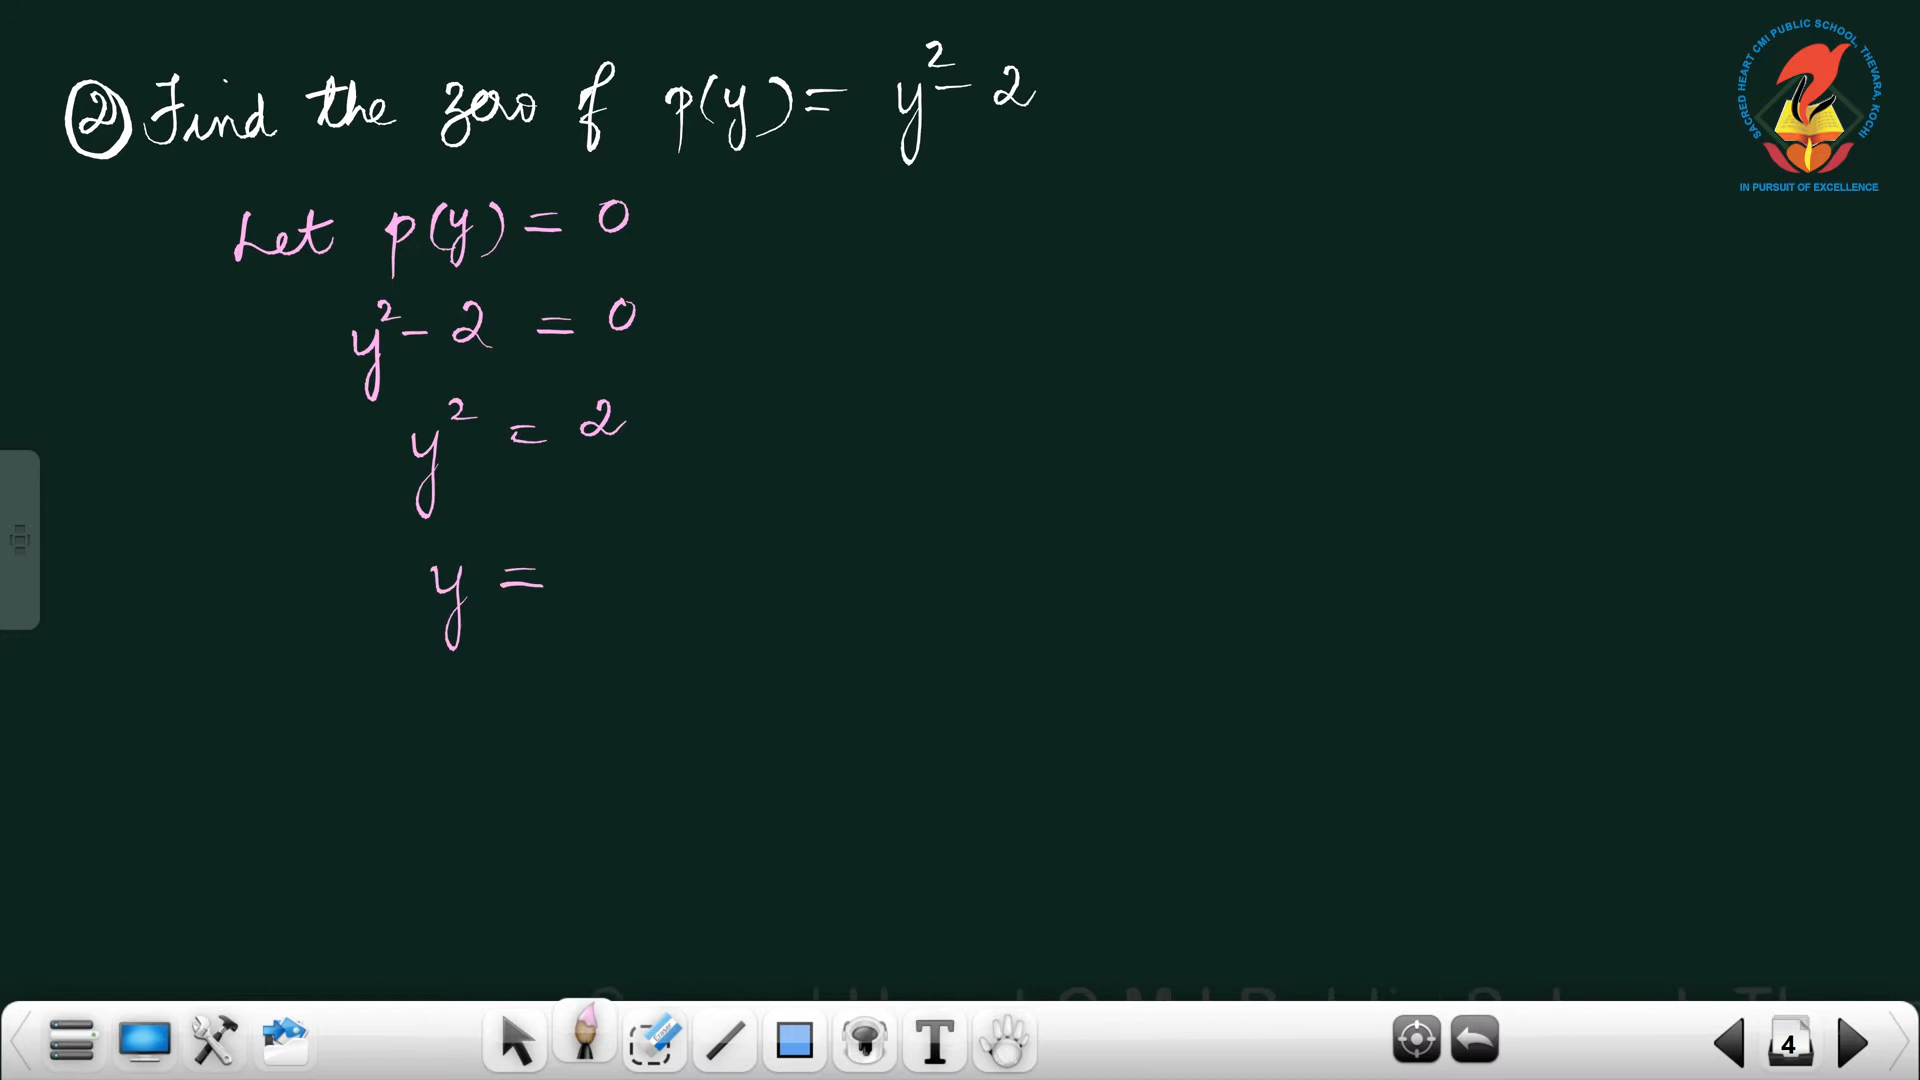 ② Find the zero of p(y) = y² - 2
Let p(y) = 0
y² - 2 = 0
y² = 2
y =
SACRED HEART CMI PUBLIC SCHOOL, THEVARA, KOCHI
IN PURSUIT OF EXCELLENCE
Eraser
T
4